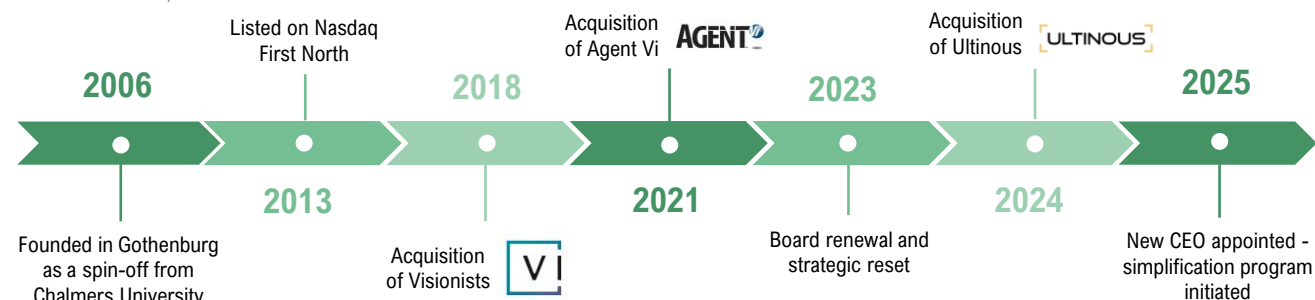 2006
Founded in Gothenburg
as a spin-off from
Chalmers University
Listed on Nasdaq
First North
2013
2018
Acquisition
of Visionists
VI
Acquisition
of Agent Vi
AGENT
2021
2023
Board renewal and
strategic reset
Acquisition
of Ultinous
ULTINOUS
2024
2025
New CEO appointed -
simplification program
initiated